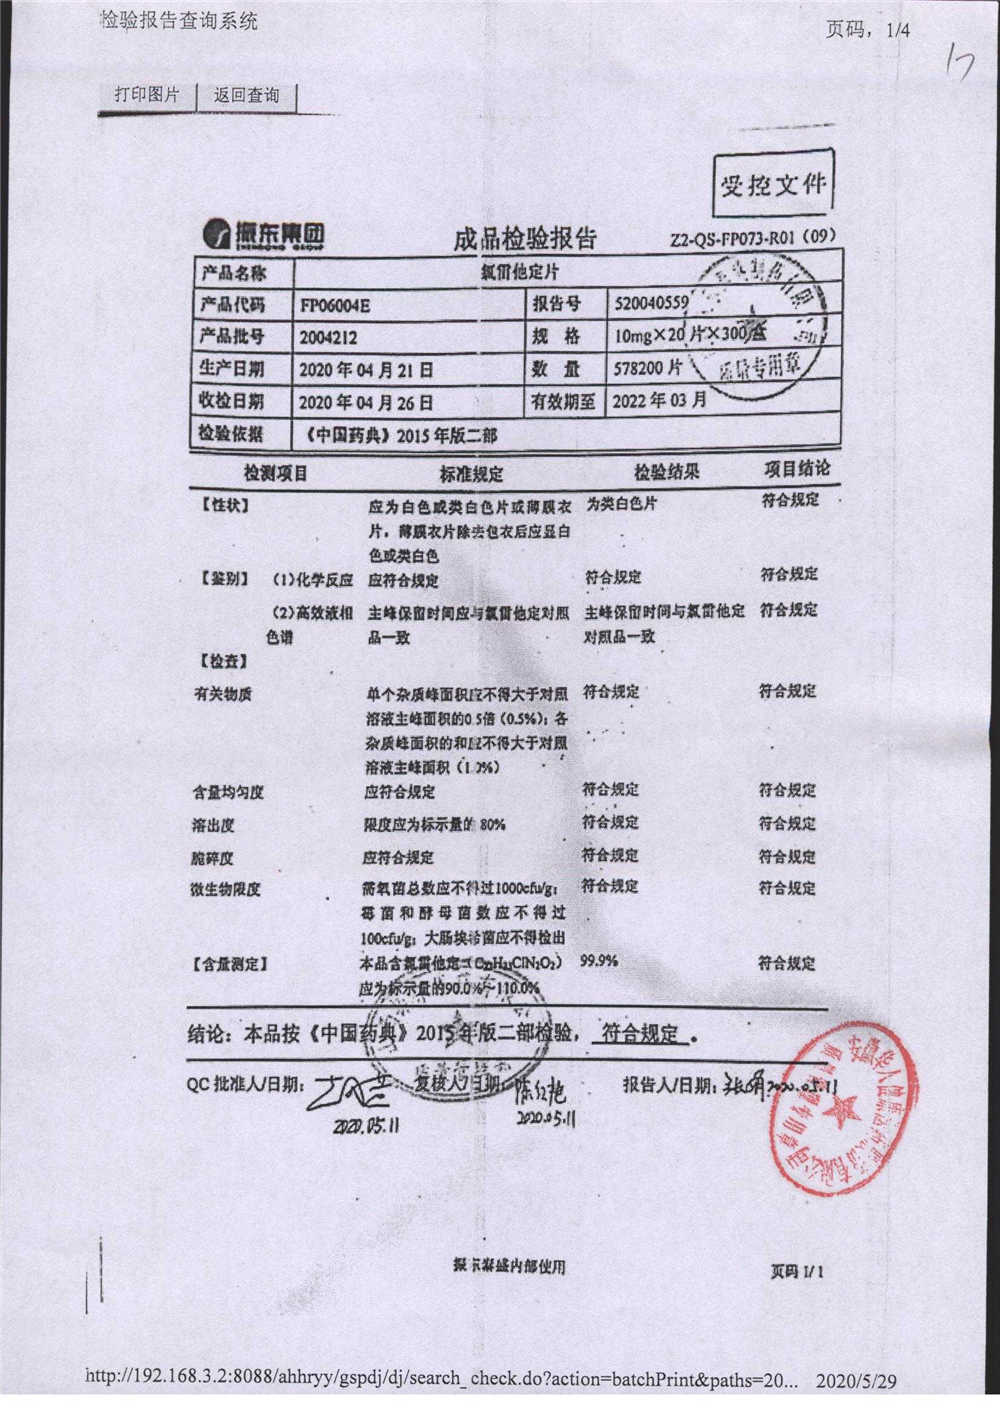 检验报告查询系统
页码，1/4
17
打印图片 返回查询
受控文件
振东集团
ZHENDONG GROUP
成品检验报告
Z2-QS-FP073-R01（09）
产品名称 氯雷他定片
产品代码 FP06004E 报告号 520040559
产品批号 2004212 规 格 10mg×20片×300盒
生产日期 2020年04月21日 数 量 578200片
收检日期 2020年04月26日 有效期至 2022年03月
检验依据 《中国药典》2015年版二部
质量专用章
检测项目 标准规定 检验结果 项目结论
【性状】 应为白色或类白色片或薄膜衣 为类白色片 符合规定
片，薄膜衣片除去包衣后应显白
色或类白色
【鉴别】 （1）化学反应 应符合规定 符合规定 符合规定
（2）高效液相 主峰保留时间应与氯雷他定对照 主峰保留时间与氯雷他定 符合规定
色谱 品一致 对照品一致
【检查】
有关物质 单个杂质峰面积应不得大于对照 符合规定 符合规定
溶液主峰面积的0.5倍（0.5%）；各
杂质峰面积的和应不得大于对照
溶液主峰面积（1.0%）
含量均匀度 应符合规定 符合规定 符合规定
溶出度 限度应为标示量的 80% 符合规定 符合规定
脆碎度 应符合规定 符合规定 符合规定
微生物限度 需氧菌总数应不得过1000cfu/g； 符合规定 符合规定
霉菌和酵母菌数应不得过
100cfu/g；大肠埃希菌应不得检出
【含量测定】 本品含氯雷他定（C₂₂H₂₃ClN₂O₂） 99.9% 符合规定
应为标示量的90.0%~110.0%
结论：本品按《中国药典》2015年版二部检验，符合规定。
QC批准人/日期： 复核人/日期：陈红艳 报告人/日期： 2020.05.11
2020.05.11 2020.05.11
振东泰盛内部使用
页码 1/1
http://192.168.3.2:8088/ahhryy/gspdj/dj/search_check.do?action=batchPrint&paths=20... 2020/5/29